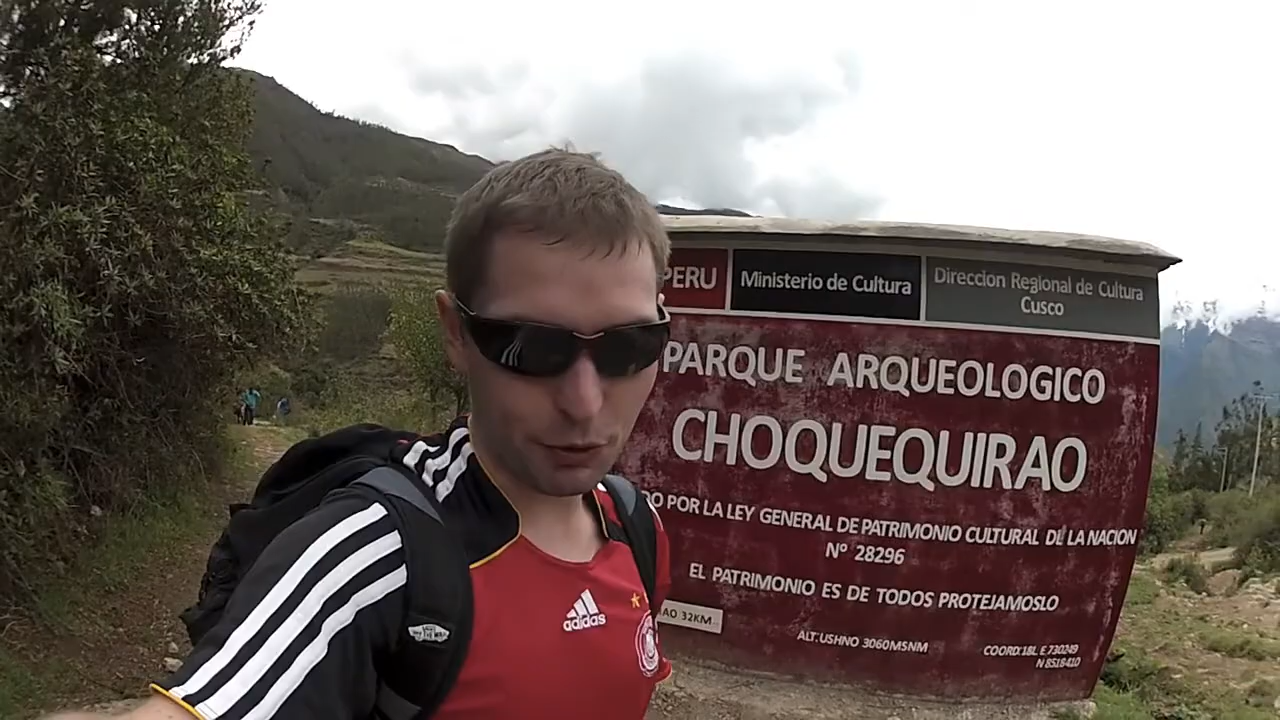 PERU
Ministerio de Cultura
Direccion Regional de Cultura
Cusco
PARQUE ARQUEOLOGICO
CHOQUEQUIRAO
POR LA LEY GENERAL DE PATRIMONIO CULTURAL DE LA NACION
Nº 28296
EL PATRIMONIO ES DE TODOS PROTEJAMOSLO
32KM
ALT.USHNO 3060MSNM
COORD:18L E 730249
N 8518410
adidas